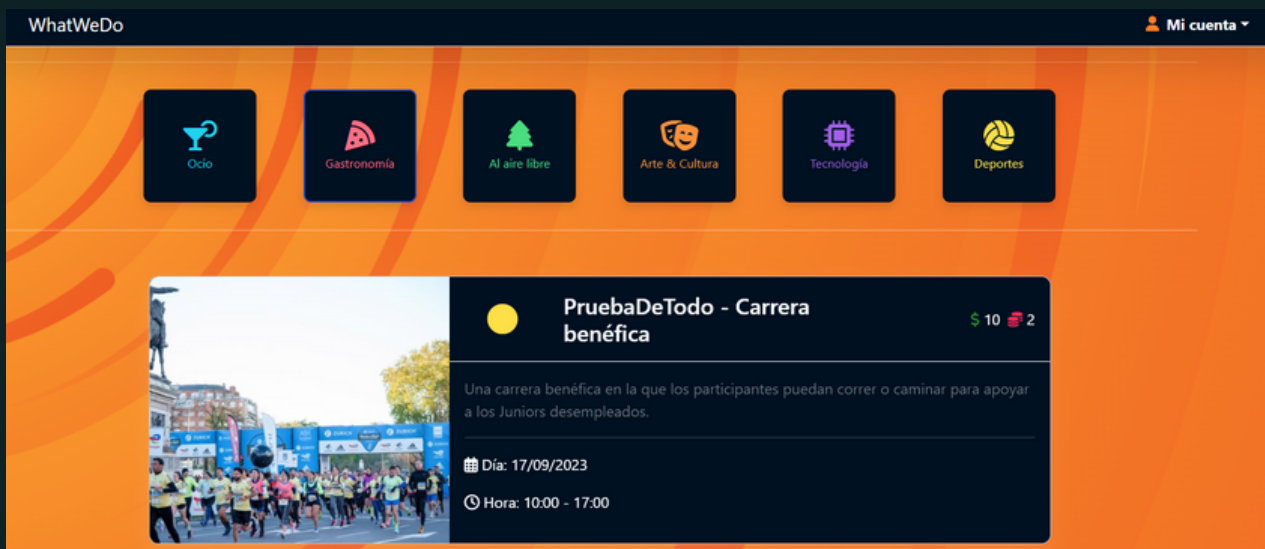 WhatWeDo
Mi cuenta
Ocio
Gastronomía
Al aire libre
Arte & Cultura
Tecnología
Deportes
PruebaDeTodo - Carrera
benéfica
$ 10 2
Una carrera benéfica en la que los participantes puedan correr o caminar para apoyar
a los Juniors desempleados.
Día: 17/09/2023
Hora: 10:00 - 17:00
ZURICH
ZURICH